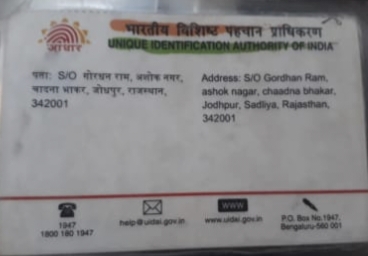 भारतीय विशिष्ट पहचान प्राधिकरण
UNIQUE IDENTIFICATION AUTHORITY OF INDIA
आधार
पता: S/O गोरधन राम, अशोक नगर,
चादना भाकर, जोधपुर, राजस्थान,
342001
Address: S/O Gordhan Ram,
ashok nagar, chaadna bhakar,
Jodhpur, Sadliya, Rajasthan,
342001
1947
1800 180 1947
help@uidai.gov.in
WWW
www.uidai.gov.in
P.O. Box No.1947,
Bengaluru-560 001